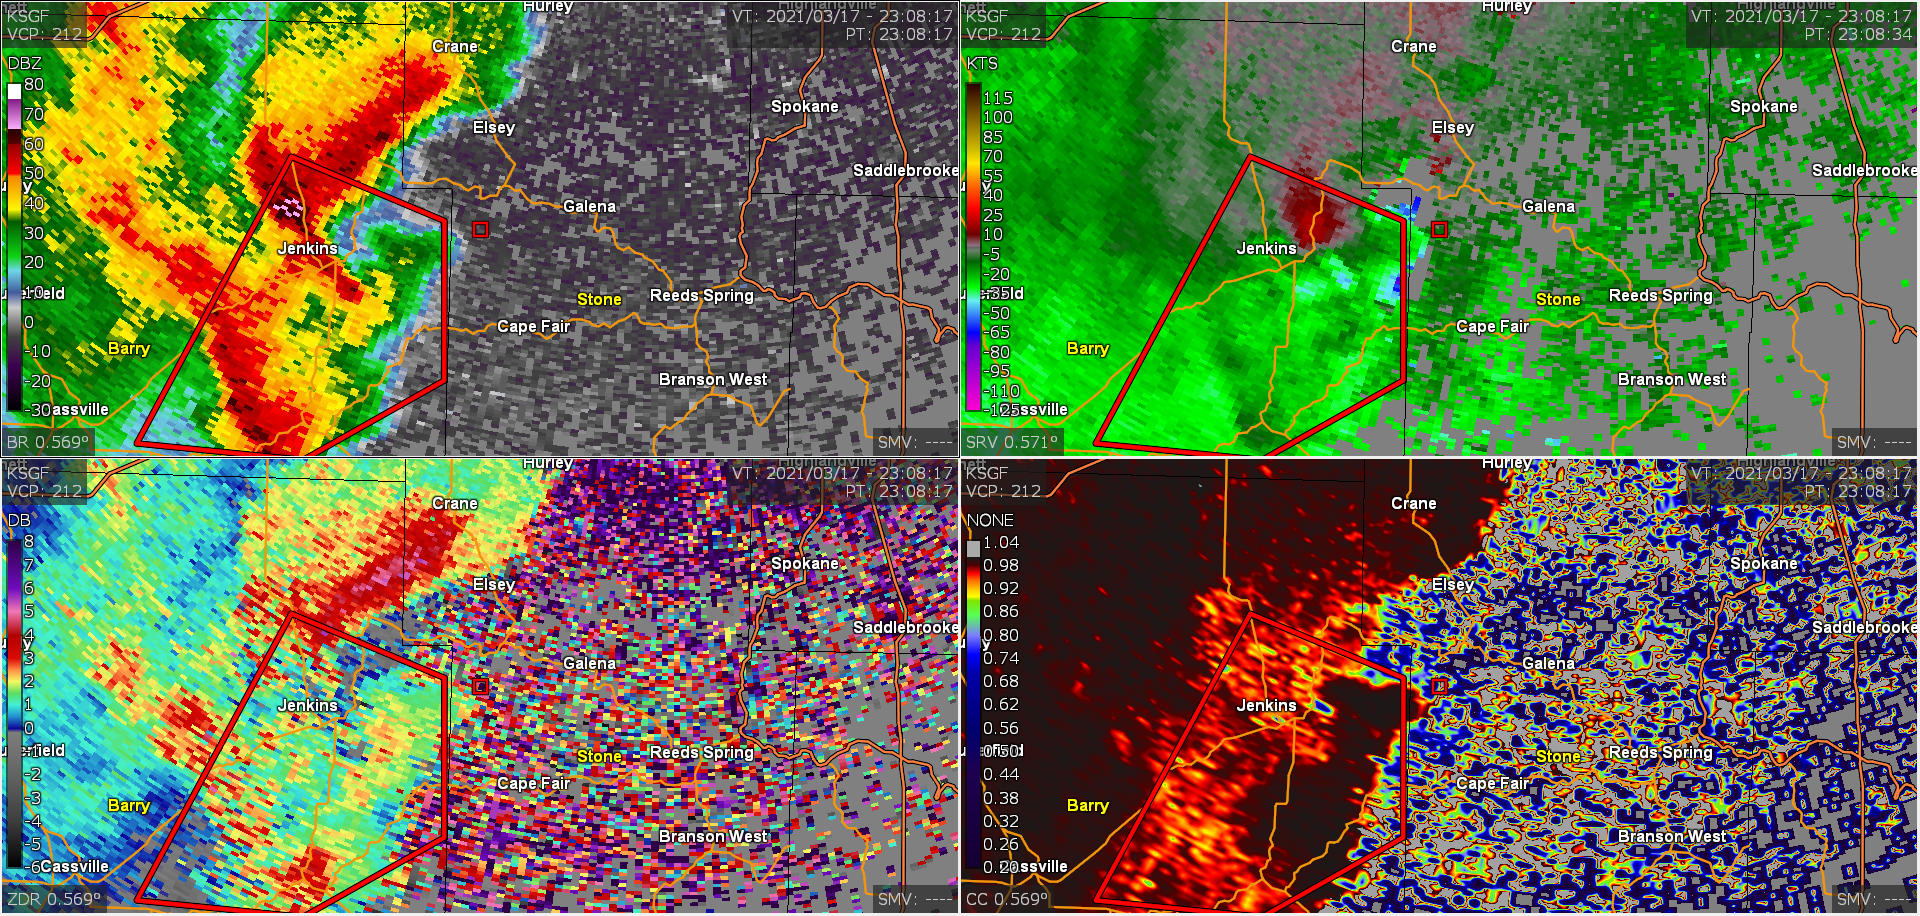 Hurley
KSGF
VCP: 212
VT: 2021/03/17 - 23:08:17
PT: 23:08:17
DBZ
80
70
60
50
40
30
20
10
0
-10
-20
-30
Crane
Spokane
Elsey
Saddlebrooke
Galena
Jenkins
Stone
Reeds Spring
Cape Fair
Barry
Branson West
assville
BR 0.569°
SMV: ----
Highlandville
Hurley
KSGF
VCP: 212
VT: 2021/03/17 - 23:08:17
PT: 23:08:34
KTS
115
100
85
70
55
40
25
10
-5
-20
-35
-50
-65
-80
-95
-110
-125
Crane
Spokane
Elsey
Saddlebrooke
Galena
Jenkins
Stone
Reeds Spring
Cape Fair
Barry
Branson West
ssville
SRV 0.571°
SMV: ----
Highlandville
Hurley
KSGF
VCP: 212
VT: 2021/03/17 - 23:08:17
PT: 23:08:17
DB
8
7
6
5
4
3
2
1
0
-1
-2
-3
-4
-5
-6
Crane
Spokane
Elsey
Saddlebrooke
Galena
Jenkins
Stone
Reeds Spring
Cape Fair
Barry
Branson West
Cassville
ZDR 0.569°
SMV: ----
Highlandville
Hurley
KSGF
VCP: 212
VT: 2021/03/17 - 23:08:17
PT: 23:08:17
NONE
1.04
0.98
0.92
0.86
0.80
0.74
0.68
0.62
0.56
0.50
0.44
0.38
0.32
0.26
0.20
Crane
Spokane
Elsey
Saddlebrooke
Galena
Jenkins
Stone
Reeds Spring
Cape Fair
Barry
Branson West
ssville
CC 0.569°
SMV: ----